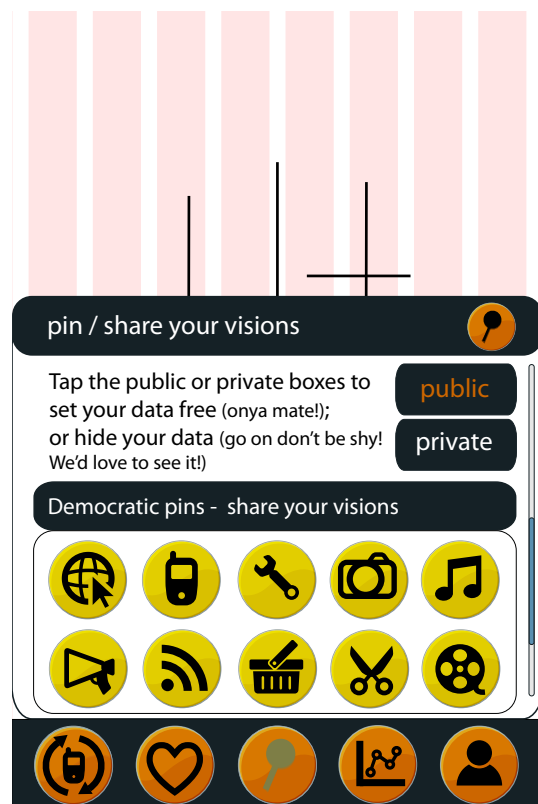 pin / share your visions
Tap the public or private boxes to
set your data free (onya mate!);
or hide your data (go on don't be shy!
We'd love to see it!)
public
private
Democratic pins -  share your visions